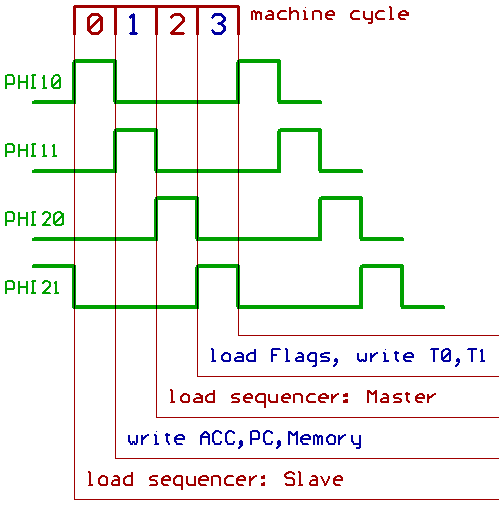 machine cycle
0 1 2 3
PHI10
PHI11
PHI20
PHI21
load Flags, write T0,T1
load sequencer: Master
write ACC,PC,Memory
load sequencer: Slave